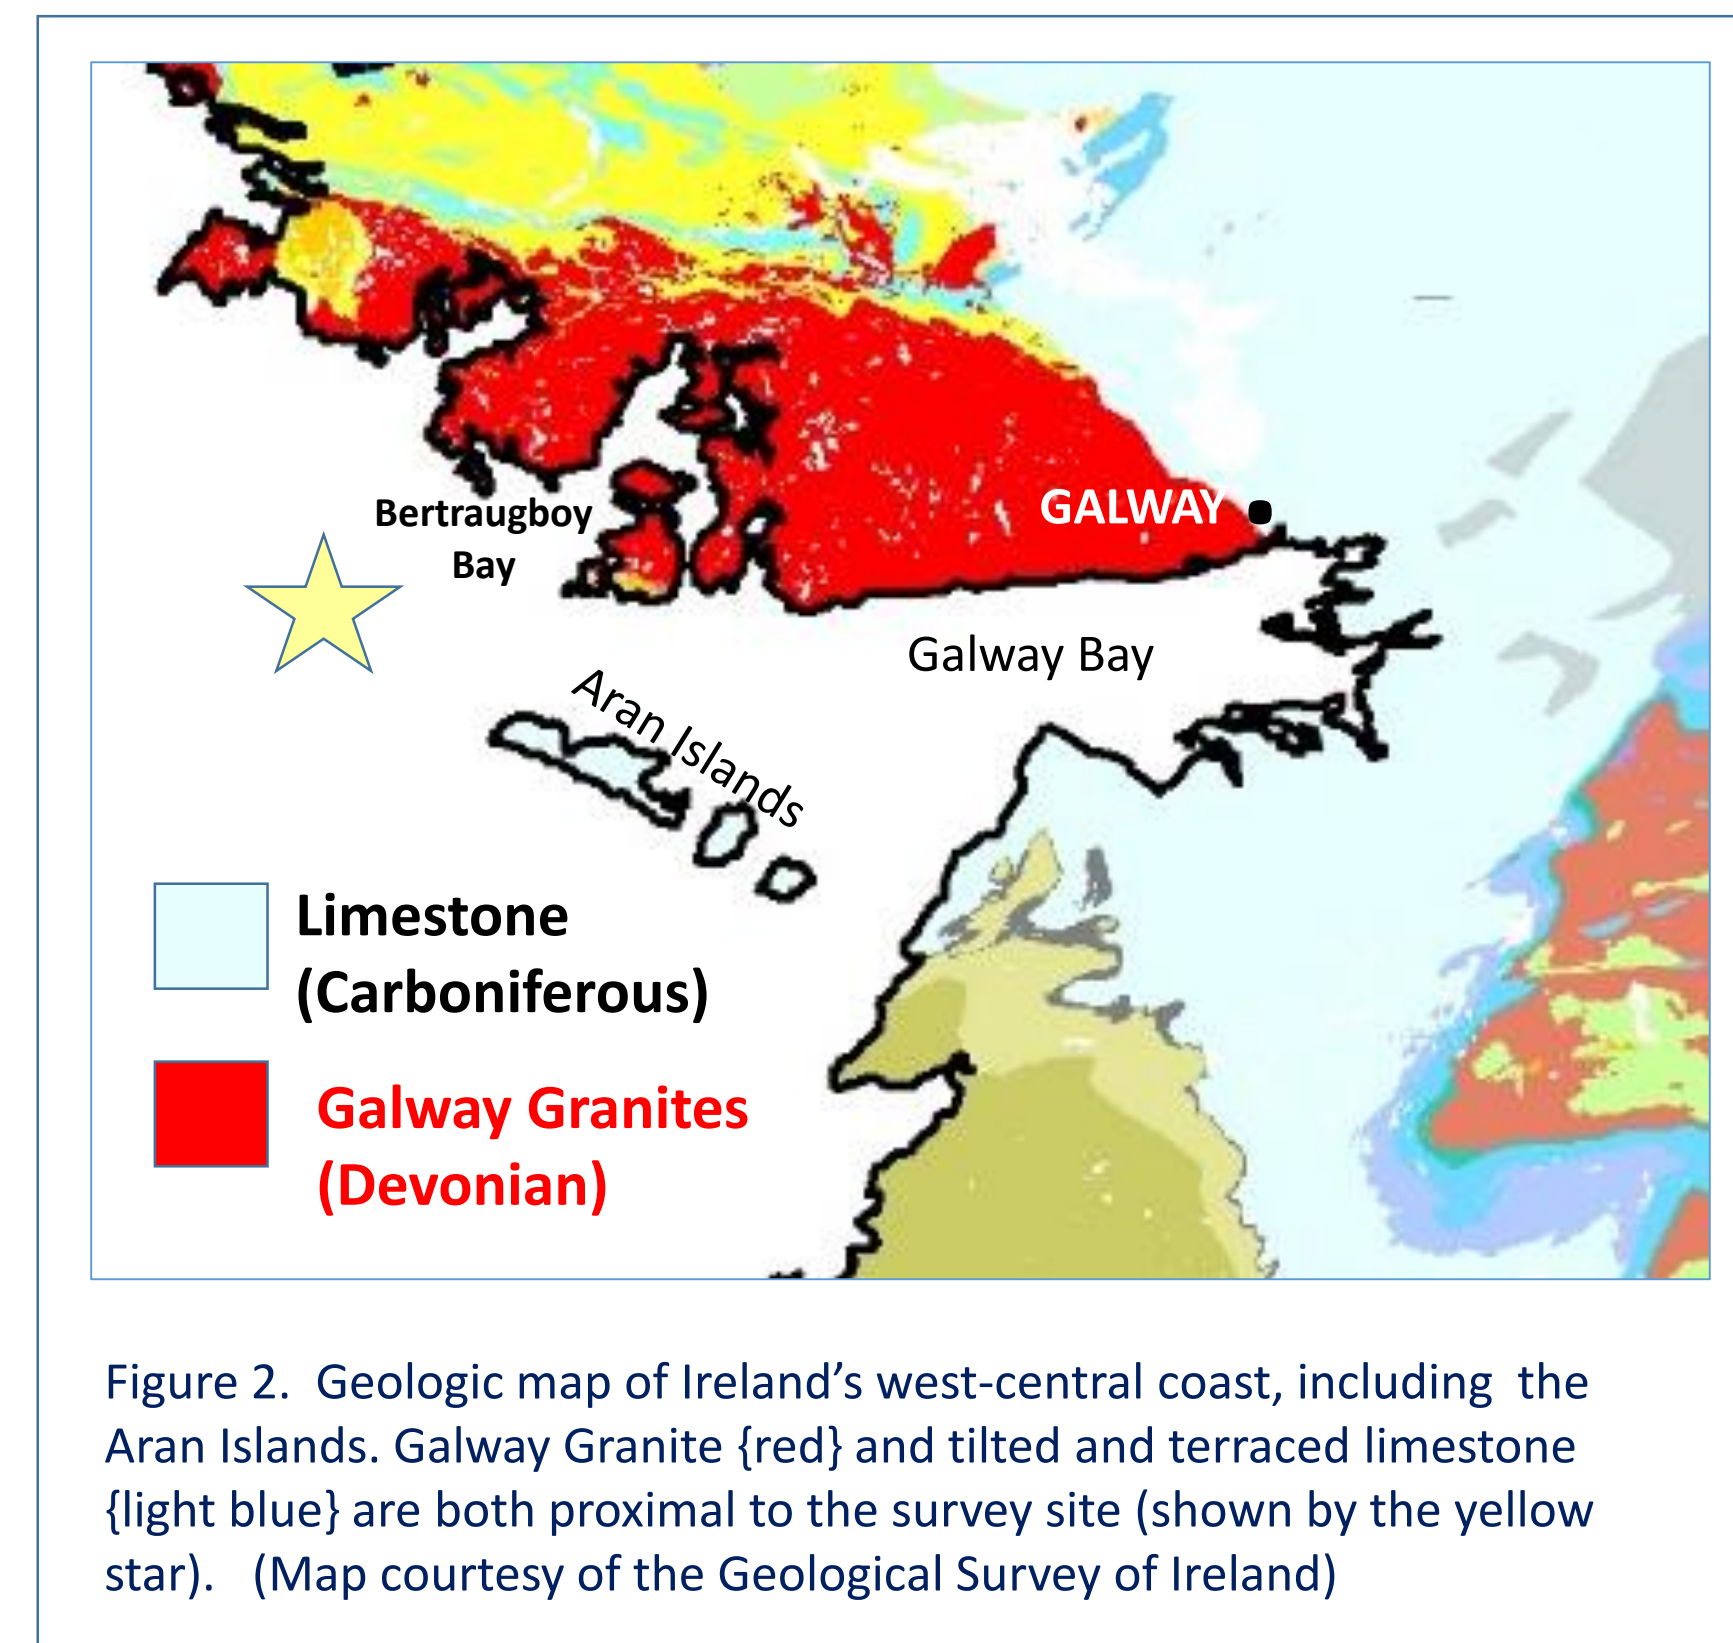 GALWAY
Bertraugboy
Bay
Galway Bay
Aran Islands
Limestone
(Carboniferous)
Galway Granites
(Devonian)
Figure 2.  Geologic map of Ireland’s west-central coast, including  the
Aran Islands. Galway Granite {red} and tilted and terraced limestone
{light blue} are both proximal to the survey site (shown by the yellow
star).   (Map courtesy of the Geological Survey of Ireland)